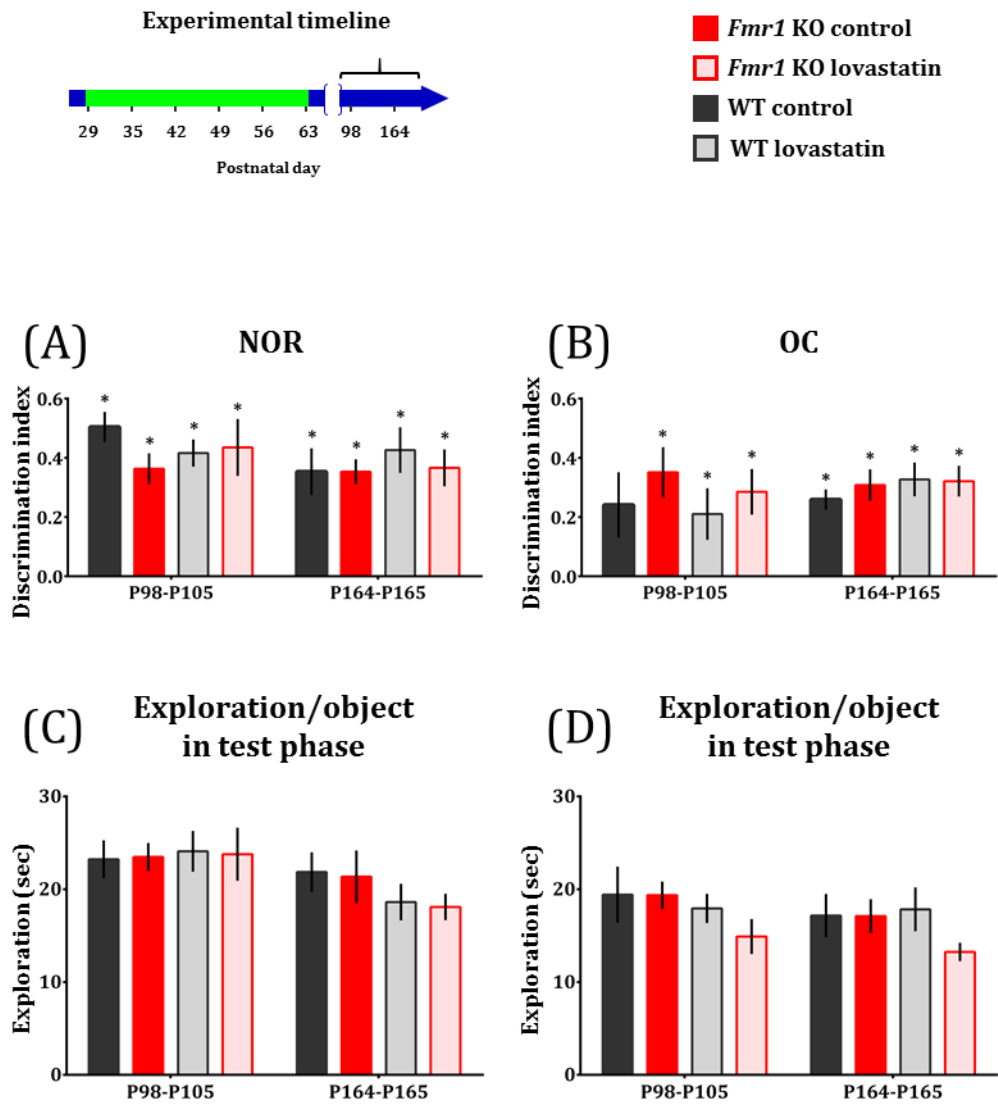 Experimental timeline
29 35 42 49 56 63 98 164
Postnatal day
Fmr1 KO control
Fmr1 KO lovastatin
WT control
WT lovastatin
(A) NOR
Discrimination index
0.6
0.4
0.2
0.0
* * * * * * * *
P98-P105 P164-P165
(B) OC
Discrimination index
0.6
0.4
0.2
0.0
* * * * * * *
P98-P105 P164-P165
(C) Exploration/object
in test phase
Exploration (sec)
30
20
10
0
P98-P105 P164-P165
(D) Exploration/object
in test phase
Exploration (sec)
30
20
10
0
P98-P105 P164-P165